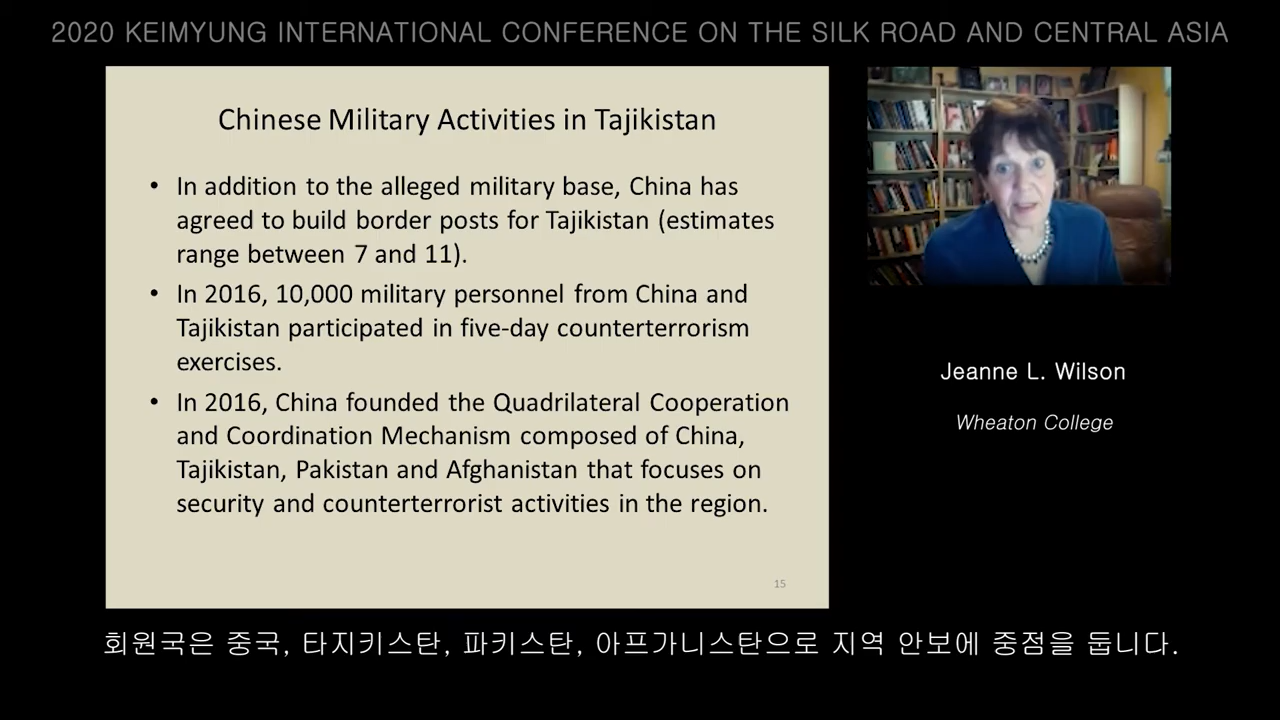 2020 KEIMYUNG INTERNATIONAL CONFERENCE ON THE SILK ROAD AND CENTRAL ASIA
Chinese Military Activities in Tajikistan
• In addition to the alleged military base, China has
agreed to build border posts for Tajikistan (estimates
range between 7 and 11).
• In 2016, 10,000 military personnel from China and
Tajikistan participated in five-day counterterrorism
exercises.
• In 2016, China founded the Quadrilateral Cooperation
and Coordination Mechanism composed of China,
Tajikistan, Pakistan and Afghanistan that focuses on
security and counterterrorist activities in the region.
15
Jeanne L. Wilson
Wheaton College
회원국은 중국, 타지키스탄, 파키스탄, 아프가니스탄으로 지역 안보에 중점을 둡니다.